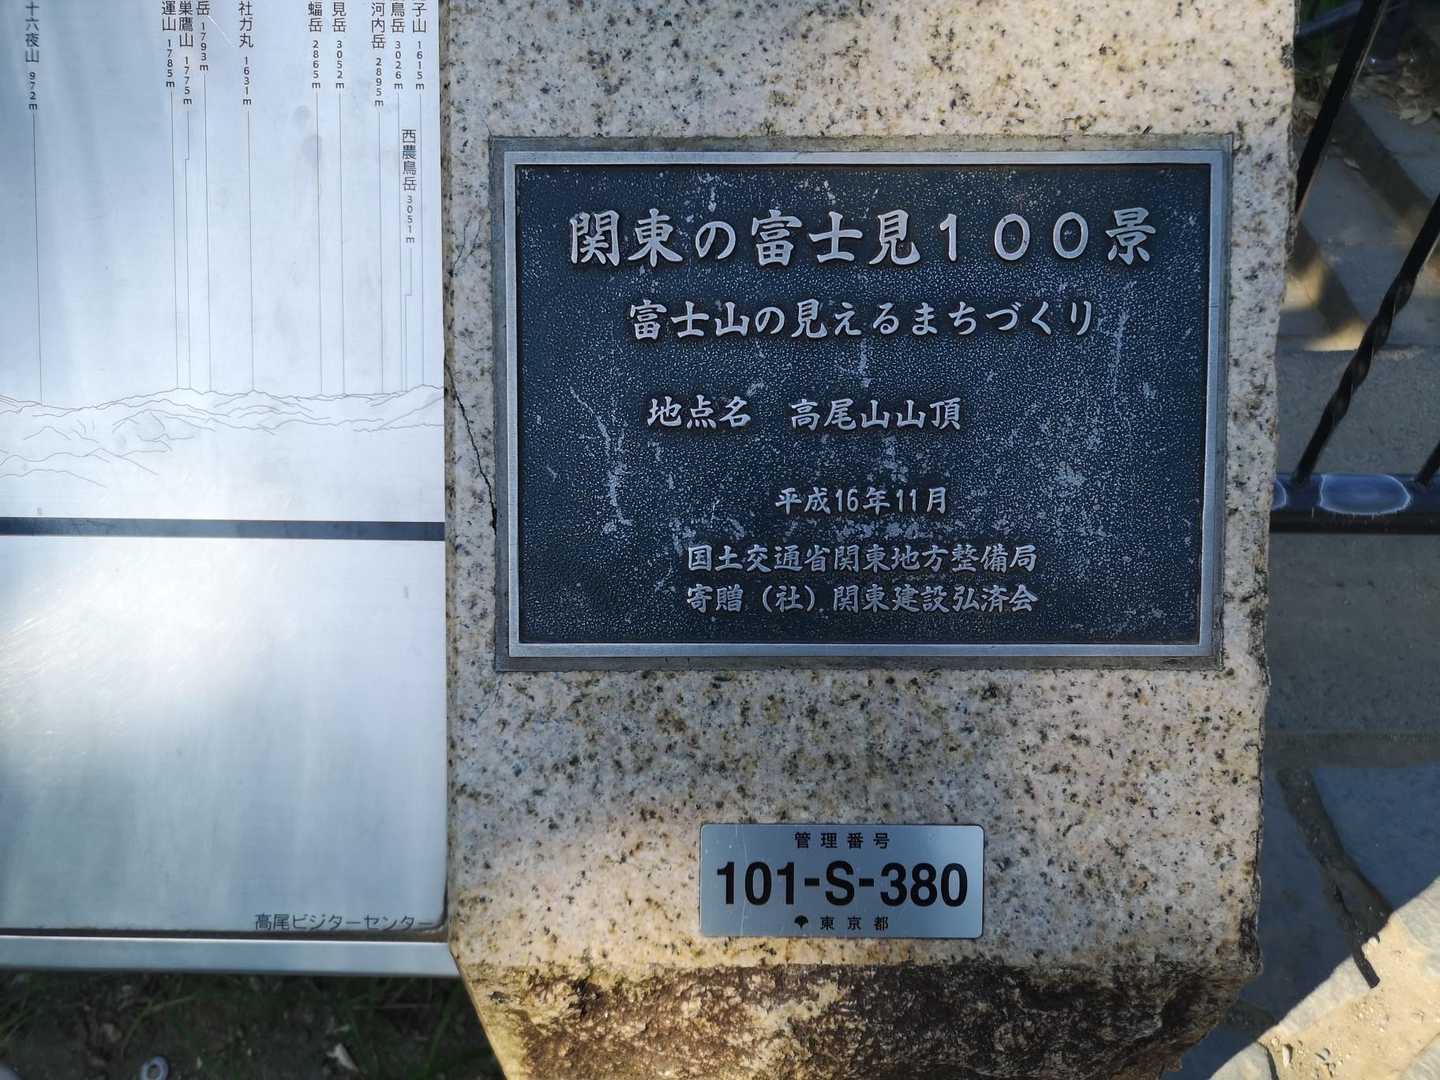 十六夜山 972m
運山 1785m
巣鷹山 1775m
岳 1793m
社ガ丸 1631m
蝠岳 2865m
見岳 3052m
河内岳 2895m
鳥岳 3026m
子山 1615m
西農鳥岳 3051m
高尾ビジターセンター
関東の富士見100景
富士山の見えるまちづくり
地点名 高尾山山頂
平成16年11月
国土交通省関東地方整備局
寄贈（社）関東建設弘済会
管理番号
101-S-380
東京都